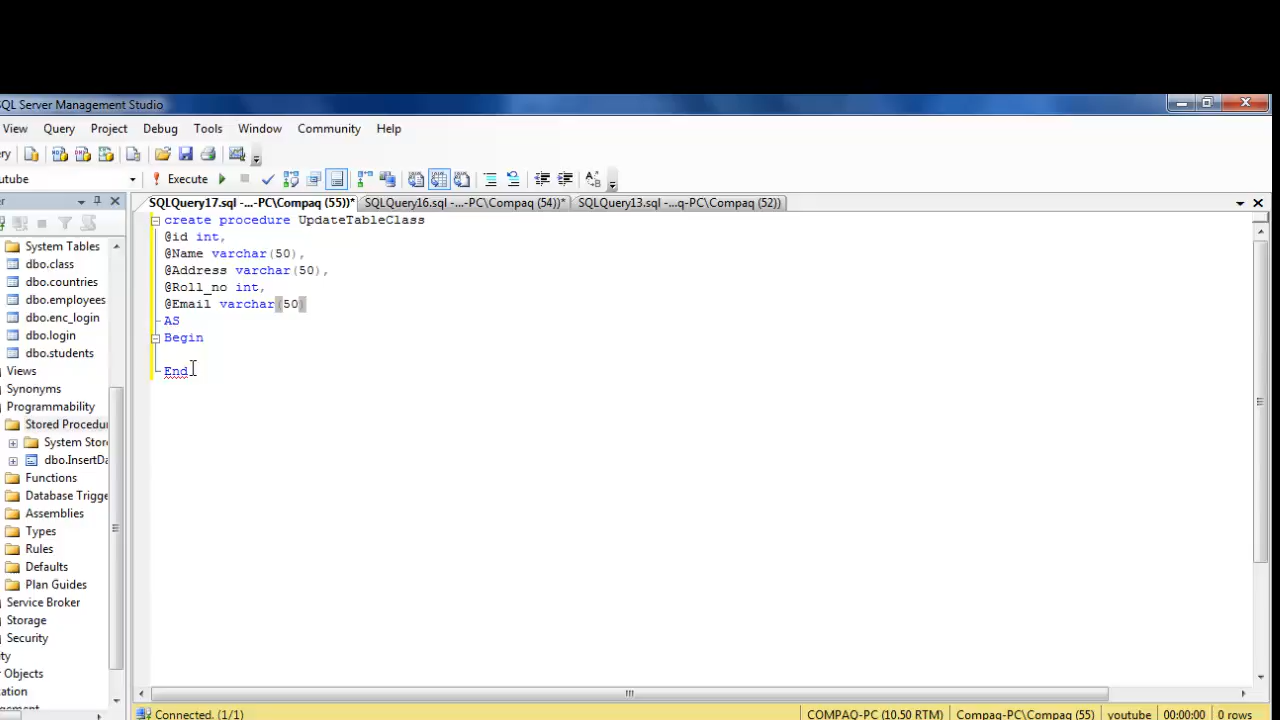 SQL Server Management Studio
View Query Project Debug Tools Window Community Help
Execute
SQLQuery17.sql -...-PC\Compaq (55))* SQLQuery16.sql -...-PC\Compaq (54))* SQLQuery13.sql -...q-PC\Compaq (52))
create procedure UpdateTableClass
@id int,
@Name varchar(50),
@Address varchar(50),
@Roll_no int,
@Email varchar(50)
AS
Begin
End
System Tables
dbo.class
dbo.countries
dbo.employees
dbo.enc_login
dbo.login
dbo.students
Views
Synonyms
Programmability
Stored Procedu
System Stor
dbo.InsertDa
Functions
Database Trigge
Assemblies
Types
Rules
Defaults
Plan Guides
Service Broker
Storage
Security
ty
Objects
Connected. (1/1) COMPAQ-PC (10.50 RTM) Compaq-PC\Compaq (55) youtube 00:00:00 0 rows